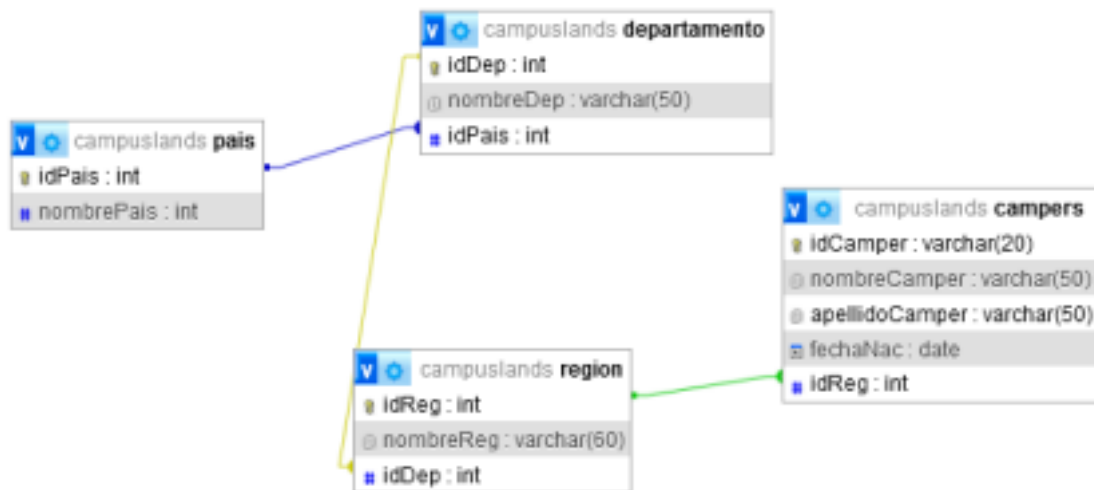 campuslands departamento
idDep : int
nombreDep : varchar(50)
idPais : int
campuslands pais
idPais : int
nombrePais : int
campuslands campers
idCamper : varchar(20)
nombreCamper : varchar(50)
apellidoCamper : varchar(50)
fechaNac : date
idReg : int
campuslands region
idReg : int
nombreReg : varchar(60)
idDep : int